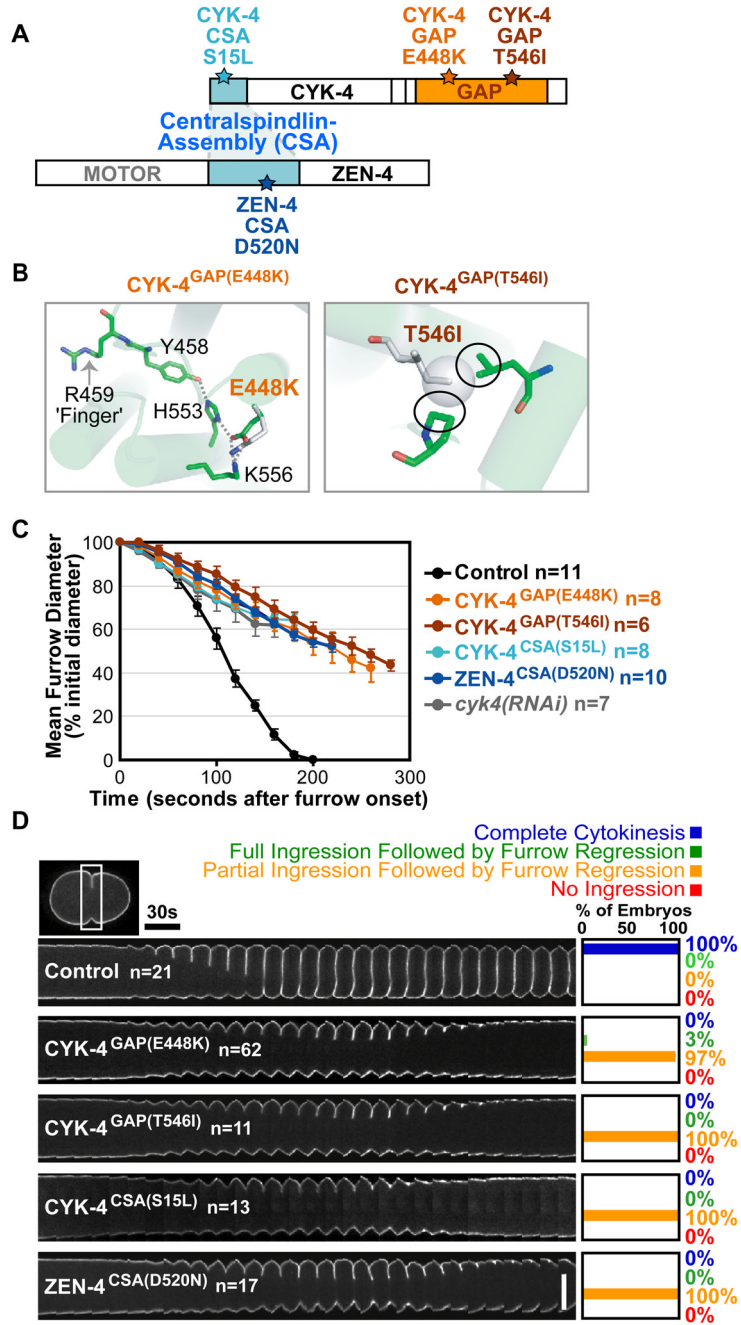 A
CYK-4 CSA S15L
CYK-4 GAP E448K
CYK-4 GAP T546I
CYK-4
GAP
Centralspindlin-
Assembly (CSA)
MOTOR
ZEN-4
ZEN-4
CSA
D520N
B
CYK-4GAP(E448K)
CYK-4GAP(T546I)
Y458
E448K
R459
'Finger'
H553
K556
T546I
C
Mean Furrow Diameter
(% initial diameter)
100
80
60
40
20
0
0 100 200 300
Time (seconds after furrow onset)
Control n=11
CYK-4GAP(E448K) n=8
CYK-4GAP(T546I) n=6
CYK-4CSA(S15L) n=8
ZEN-4CSA(D520N) n=10
cyk4(RNAi) n=7
D
Complete Cytokinesis
Full Ingression Followed by Furrow Regression
Partial Ingression Followed by Furrow Regression
No Ingression
30s
% of Embryos
0 50 100
Control n=21
100%
0%
0%
0%
CYK-4GAP(E448K) n=62
0%
3%
97%
0%
CYK-4GAP(T546I) n=11
0%
0%
100%
0%
CYK-4CSA(S15L) n=13
0%
0%
100%
0%
ZEN-4CSA(D520N) n=17
0%
0%
100%
0%